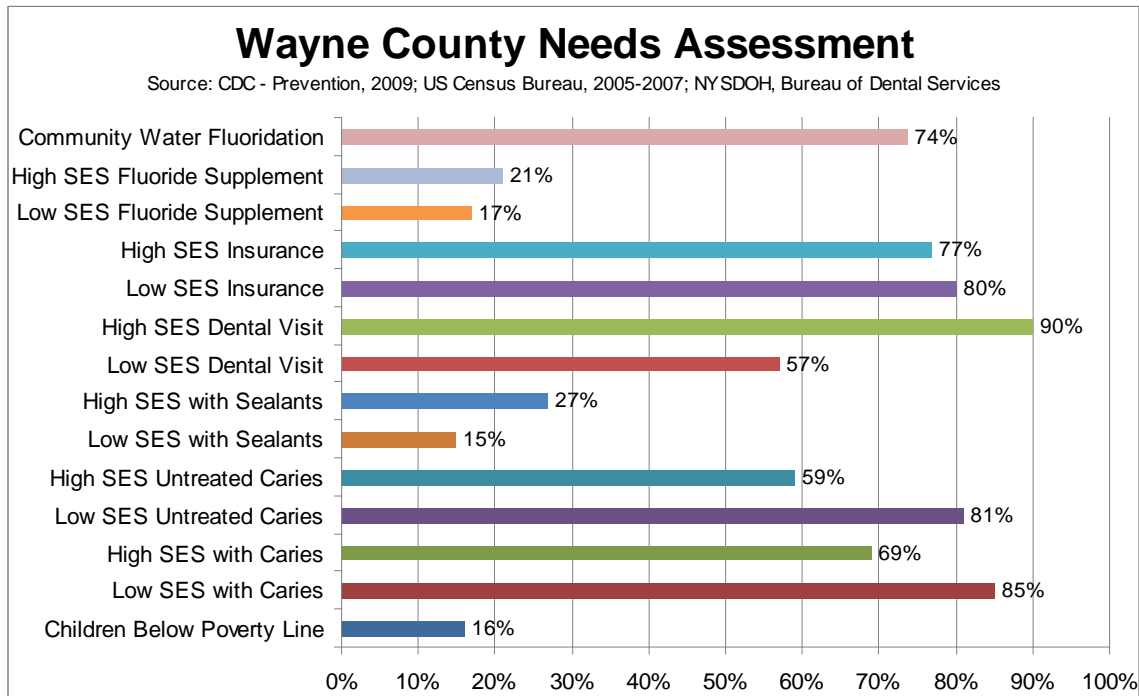 Wayne County Needs Assessment
Source: CDC - Prevention, 2009; US Census Bureau, 2005-2007; NYSDOH, Bureau of Dental Services
Community Water Fluoridation 74%
High SES Fluoride Supplement 21%
Low SES Fluoride Supplement 17%
High SES Insurance 77%
Low SES Insurance 80%
High SES Dental Visit 90%
Low SES Dental Visit 57%
High SES with Sealants 27%
Low SES with Sealants 15%
High SES Untreated Caries 59%
Low SES Untreated Caries 81%
High SES with Caries 69%
Low SES with Caries 85%
Children Below Poverty Line 16%
0% 10% 20% 30% 40% 50% 60% 70% 80% 90% 100%